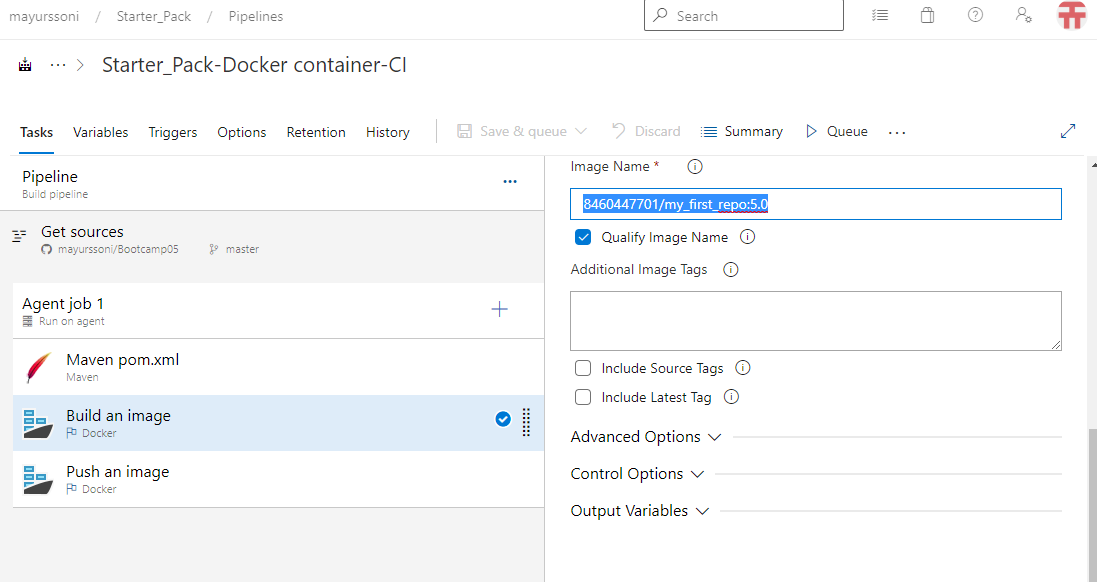 mayurssoni / Starter_Pack / Pipelines
Search
··· > Starter_Pack-Docker container-CI
Tasks Variables Triggers Options Retention History Save & queue Discard Summary Queue ...
Pipeline
Build pipeline
Get sources
mayurssoni/Bootcamp05 master
Agent job 1
Run on agent
Maven pom.xml
Maven
Build an image
Docker
Push an image
Docker
Image Name *
8460447701/my_first_repo:5.0
Qualify Image Name
Additional Image Tags
Include Source Tags
Include Latest Tag
Advanced Options
Control Options
Output Variables